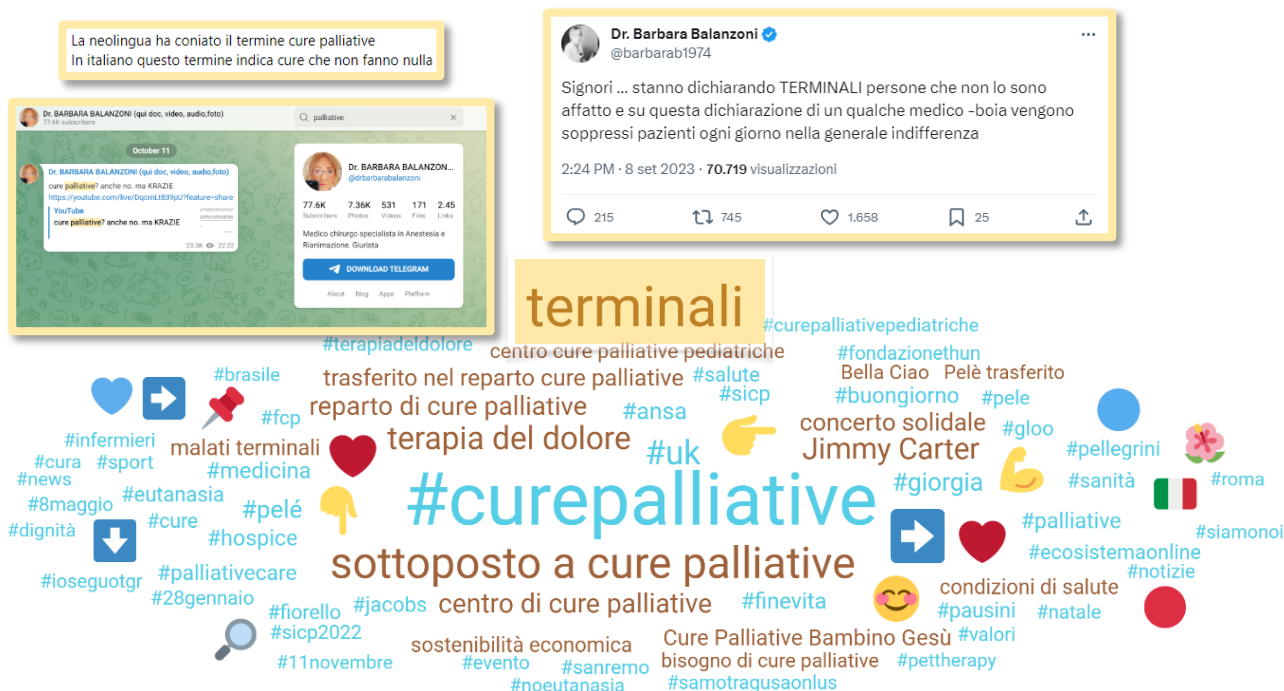 La neolingua ha coniato il termine cure palliative
In italiano questo termine indica cure che non fanno nulla
Dr. Barbara Balanzoni
@barbarab1974
Signori ... stanno dichiarando TERMINALI persone che non lo sono
affatto e su questa dichiarazione di un qualche medico -boia vengono
soppressi pazienti ogni giorno nella generale indifferenza
2:24 PM · 8 set 2023 · 70.719 visualizzazioni
215 745 1.658 25
Dr. BARBARA BALANZONI (qui doc, video, audio,foto)
77.6K subscribers
palliative
October 11
Dr. BARBARA BALANZONI (qui doc, video, audio,foto)
cure palliative? anche no. ma KRAZIE
https://youtube.com/live/DqcmLt839pU?feature=share
YouTube
cure palliative? anche no. ma KRAZIE
23.3K 22:22
Dr. BARBARA BALANZON...
@drbarbarabalanzoni
77.6K 7.36K 531 171 2.45
Subscribers Photos Videos Files Links
Medico chirurgo specialista in Anestesia e
Rianimazione. Giurista
DOWNLOAD TELEGRAM
About Blog Apps Platform
terminali
#curepalliativepediatriche
#terapiadeldolore centro cure palliative pediatriche #fondazionethun
#brasile trasferito nel reparto cure palliative #salute Bella Ciao Pelè trasferito
#fcp reparto di cure palliative #ansa #sicp #buongiorno #pele
#infermieri malati terminali terapia del dolore #uk concerto solidale #gloo #pellegrini
#cura #sport #medicina Jimmy Carter
#news #eutanasia #pelé #curepalliative #giorgia #sanità #roma
#8maggio #cure #palliative
#dignità #hospice #siamonoi
#ioseguotgr #palliativecare sottoposto a cure palliative #ecosistemaonline
#notizie
#28gennaio #fiorello #jacobs centro di cure palliative #finevita condizioni di salute
#pausini #natale
#sicp2022 sostenibilità economica Cure Palliative Bambino Gesù #valori
#11novembre #evento #sanremo bisogno di cure palliative #pettherapy
#noeutanasia #samotragusaonlus